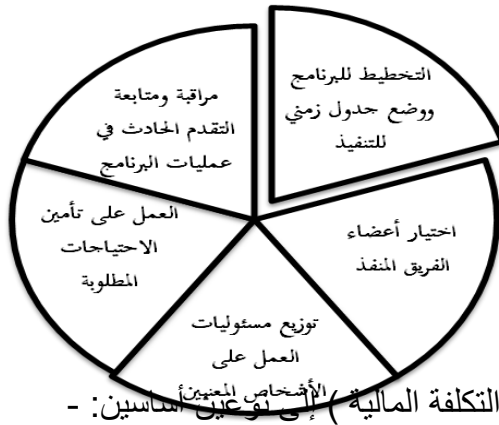 التخطيط للبرنامج
ووضع جدول زمني
للتنفيذ
اختيار أعضاء
الفريق المنفذ
توزيع مسئوليات
العمل على
الأشخاص المعنيين
العمل على تأمين
الاحتياجات
المطلوبة
مراقبة ومتابعة
التقدم الحادث في
عمليات البرنامج
التكلفة المالية ) إلى نوعين أساسين: -